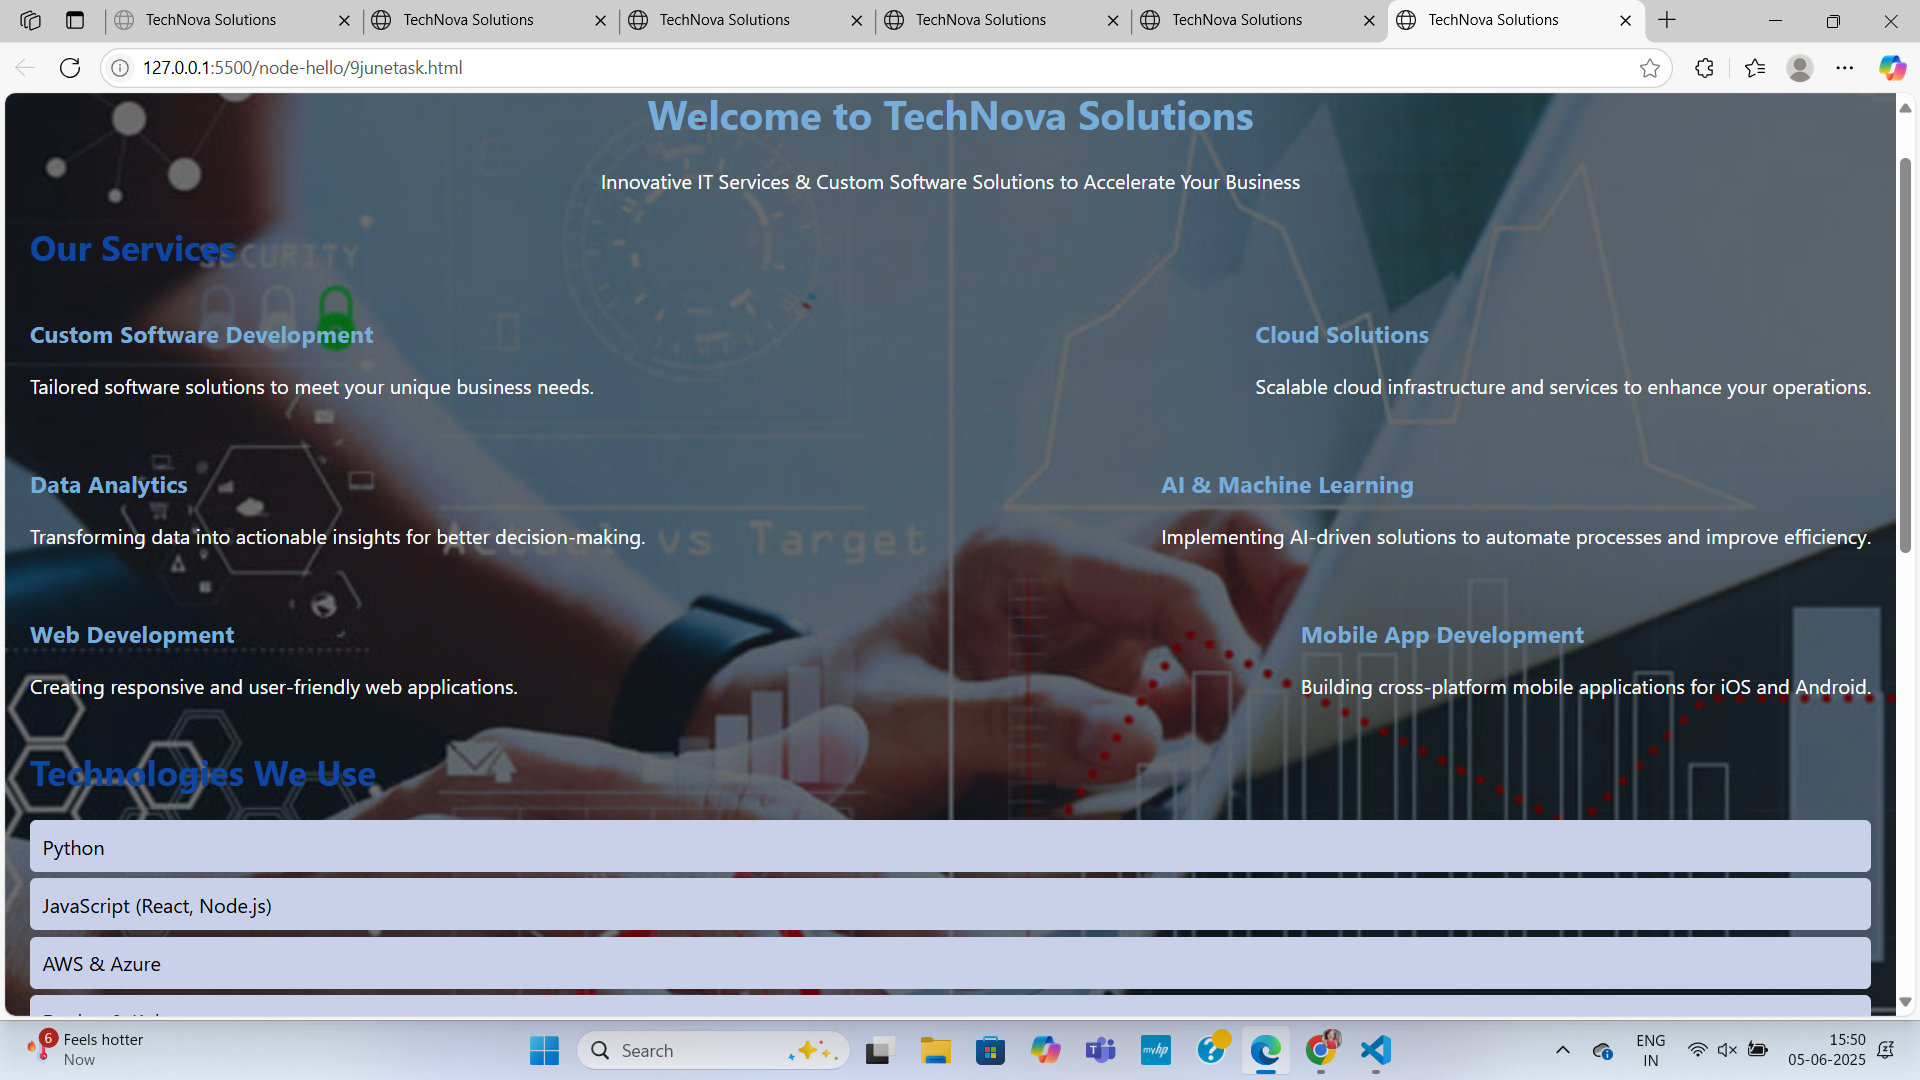 TechNova Solutions
TechNova Solutions
TechNova Solutions
TechNova Solutions
TechNova Solutions
TechNova Solutions
127.0.0.1:5500/node-hello/9junetask.html
Welcome to TechNova Solutions
Innovative IT Services & Custom Software Solutions to Accelerate Your Business
Our Services
SECURITY
Custom Software Development
Tailored software solutions to meet your unique business needs.
Cloud Solutions
Scalable cloud infrastructure and services to enhance your operations.
Data Analytics
Transforming data into actionable insights for better decision-making.
AI & Machine Learning
Implementing AI-driven solutions to automate processes and improve efficiency.
Actual vs Target
Web Development
Creating responsive and user-friendly web applications.
Mobile App Development
Building cross-platform mobile applications for iOS and Android.
Technologies We Use
Python
JavaScript (React, Node.js)
AWS & Azure
6
Feels hotter
Now
Search
myhp
ENG
IN
15:50
05-06-2025